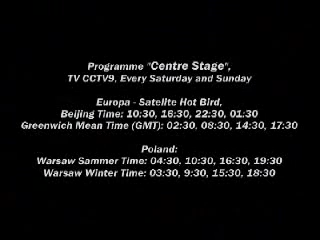 Programme "Centre Stage",
TV CCTV9, Every Saturday and Sunday
Europa - Satelite Hot Bird,
Beijing Time: 10:30, 16:30, 22:30, 01:30
Greenwich Mean Time (GMT): 02:30, 08:30, 14:30, 17:30
Poland:
Warsaw Sammer Time: 04:30, 10:30, 16:30, 19:30
Warsaw Winter Time: 03:30, 9:30, 15:30, 18:30